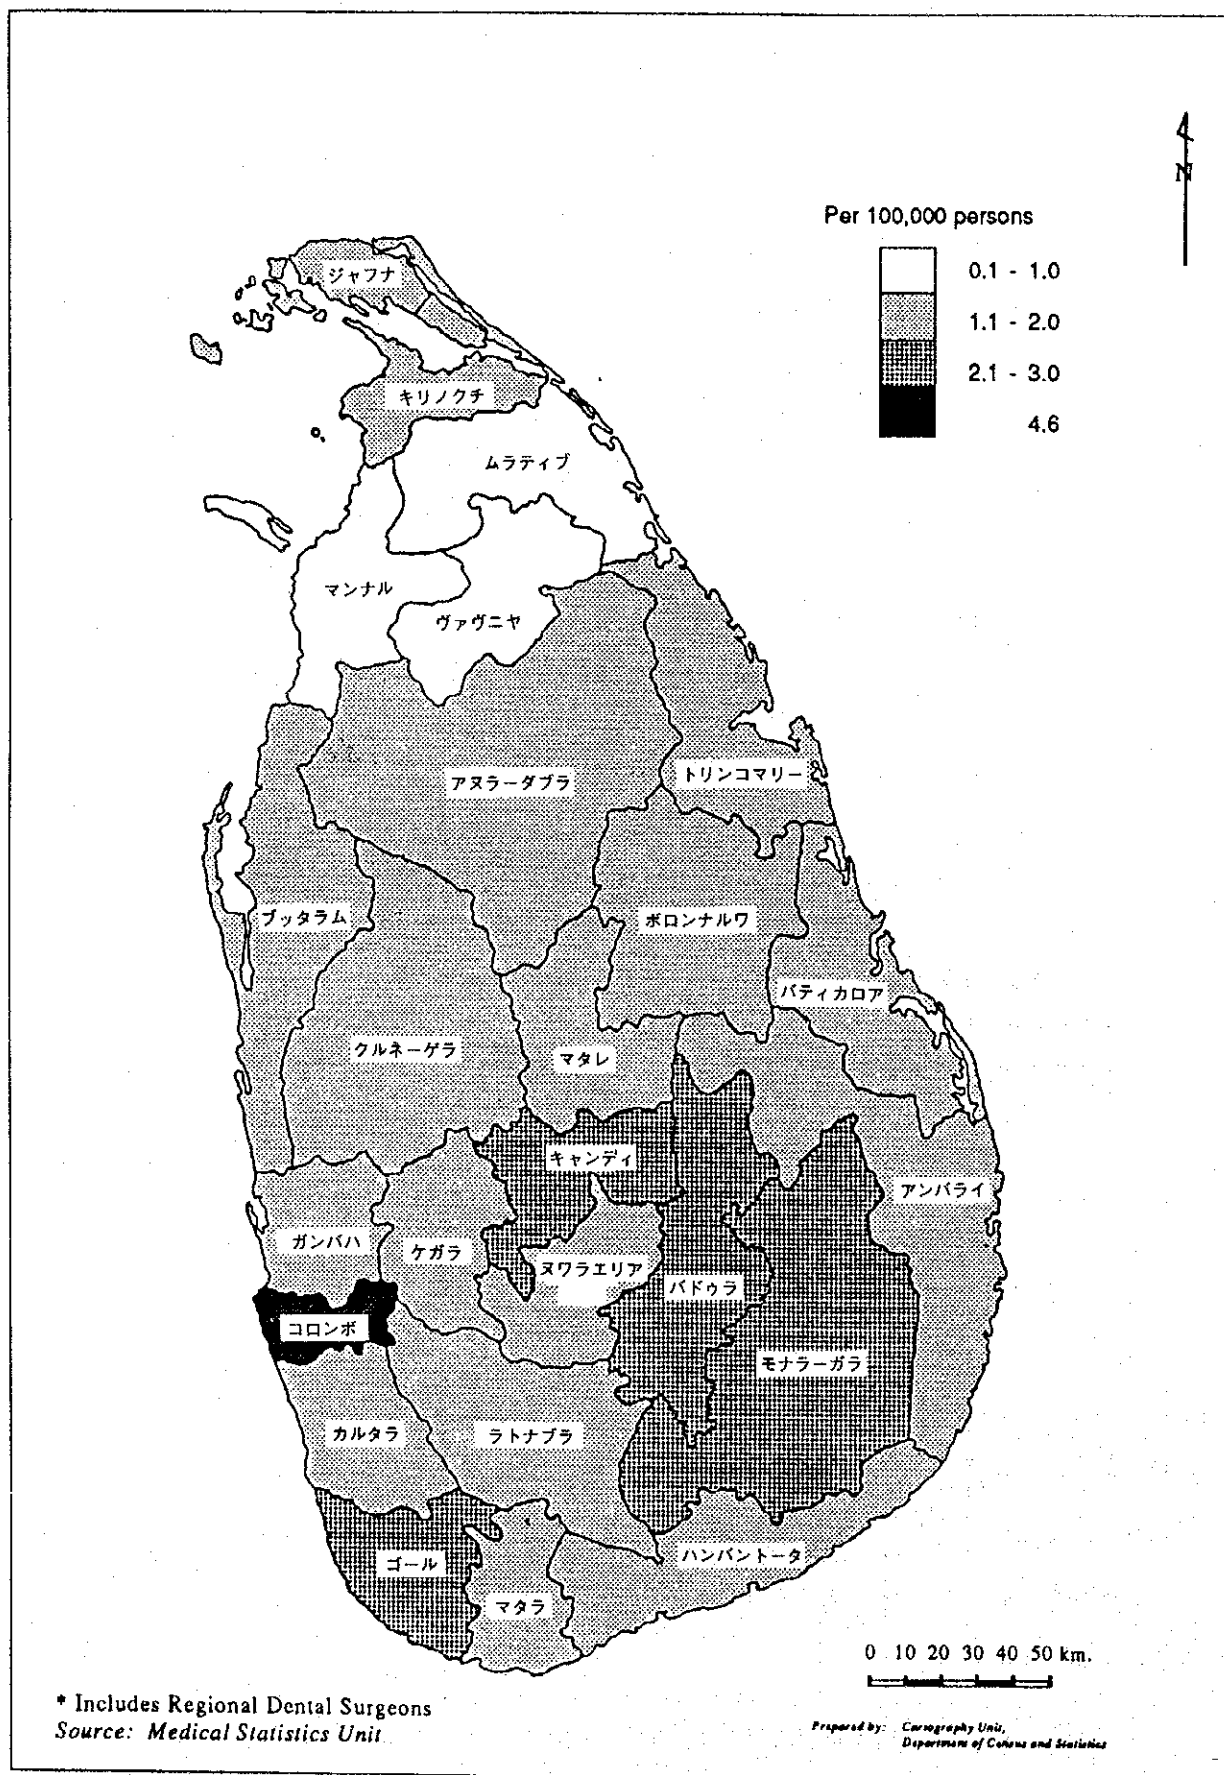 N
Per 100,000 persons
0.1 - 1.0
1.1 - 2.0
2.1 - 3.0
4.6
ジャフナ
キリノクチ
ムラティブ
マンナル
ヴァヴニヤ
アヌラーダプラ
トリンコマリー
プッタラム
ポロンナルワ
バティカロア
クルネーゲラ
マタレ
キャンディ
アンパライ
ガンパハ
ケガラ
ヌワラエリア
バドゥラ
コロンボ
モナラーガラ
カルタラ
ラトナプラ
ゴール
ハンバントータ
マタラ
0 10 20 30 40 50 km.
* Includes Regional Dental Surgeons
Source: Medical Statistics Unit
Prepared by: Cartography Unit,
Department of Census and Statistics